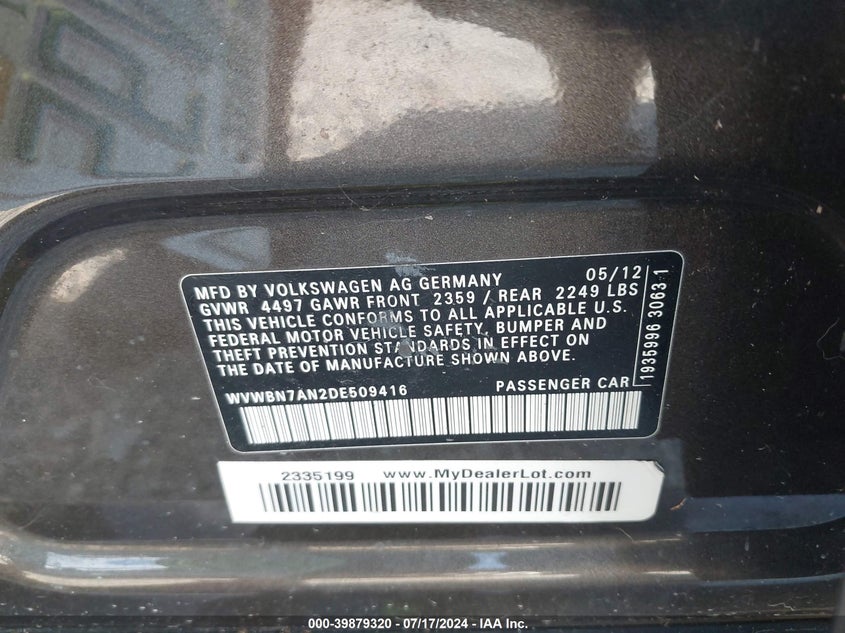 MFD BY VOLKSWAGEN AG GERMANY 05/12
GVWR 4497 GAWR FRONT 2359 / REAR 2249 LBS
THIS VEHICLE CONFORMS TO ALL APPLICABLE U.S.
FEDERAL MOTOR VEHICLE SAFETY, BUMPER AND
THEFT PREVENTION STANDARDS IN EFFECT ON
THE DATE OF MANUFACTURE SHOWN ABOVE.
WVWBN7AN2DE509416 PASSENGER CAR
1935996 3063 1
2335199 www.MyDealerLot.com
000-39879320 / 07/17/2024 - IAA Inc.